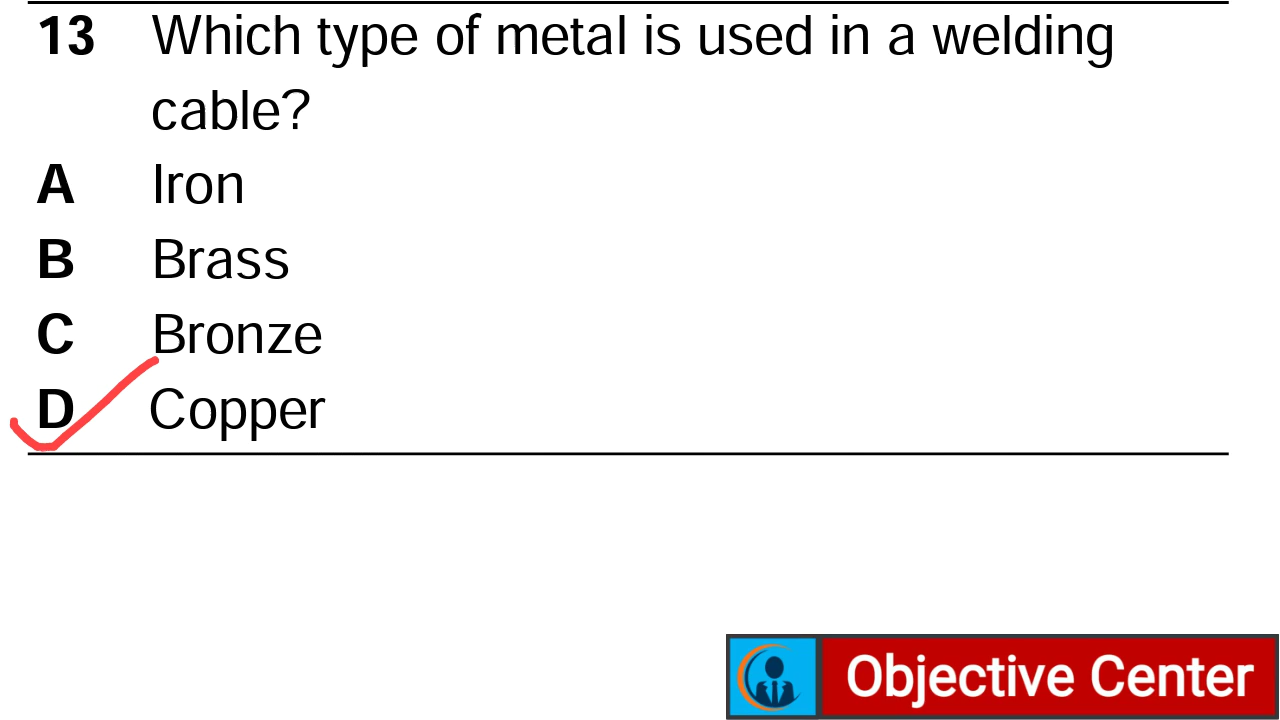 13 Which type of metal is used in a welding
cable?
A Iron
B Brass
C Bronze
D Copper
Objective Center